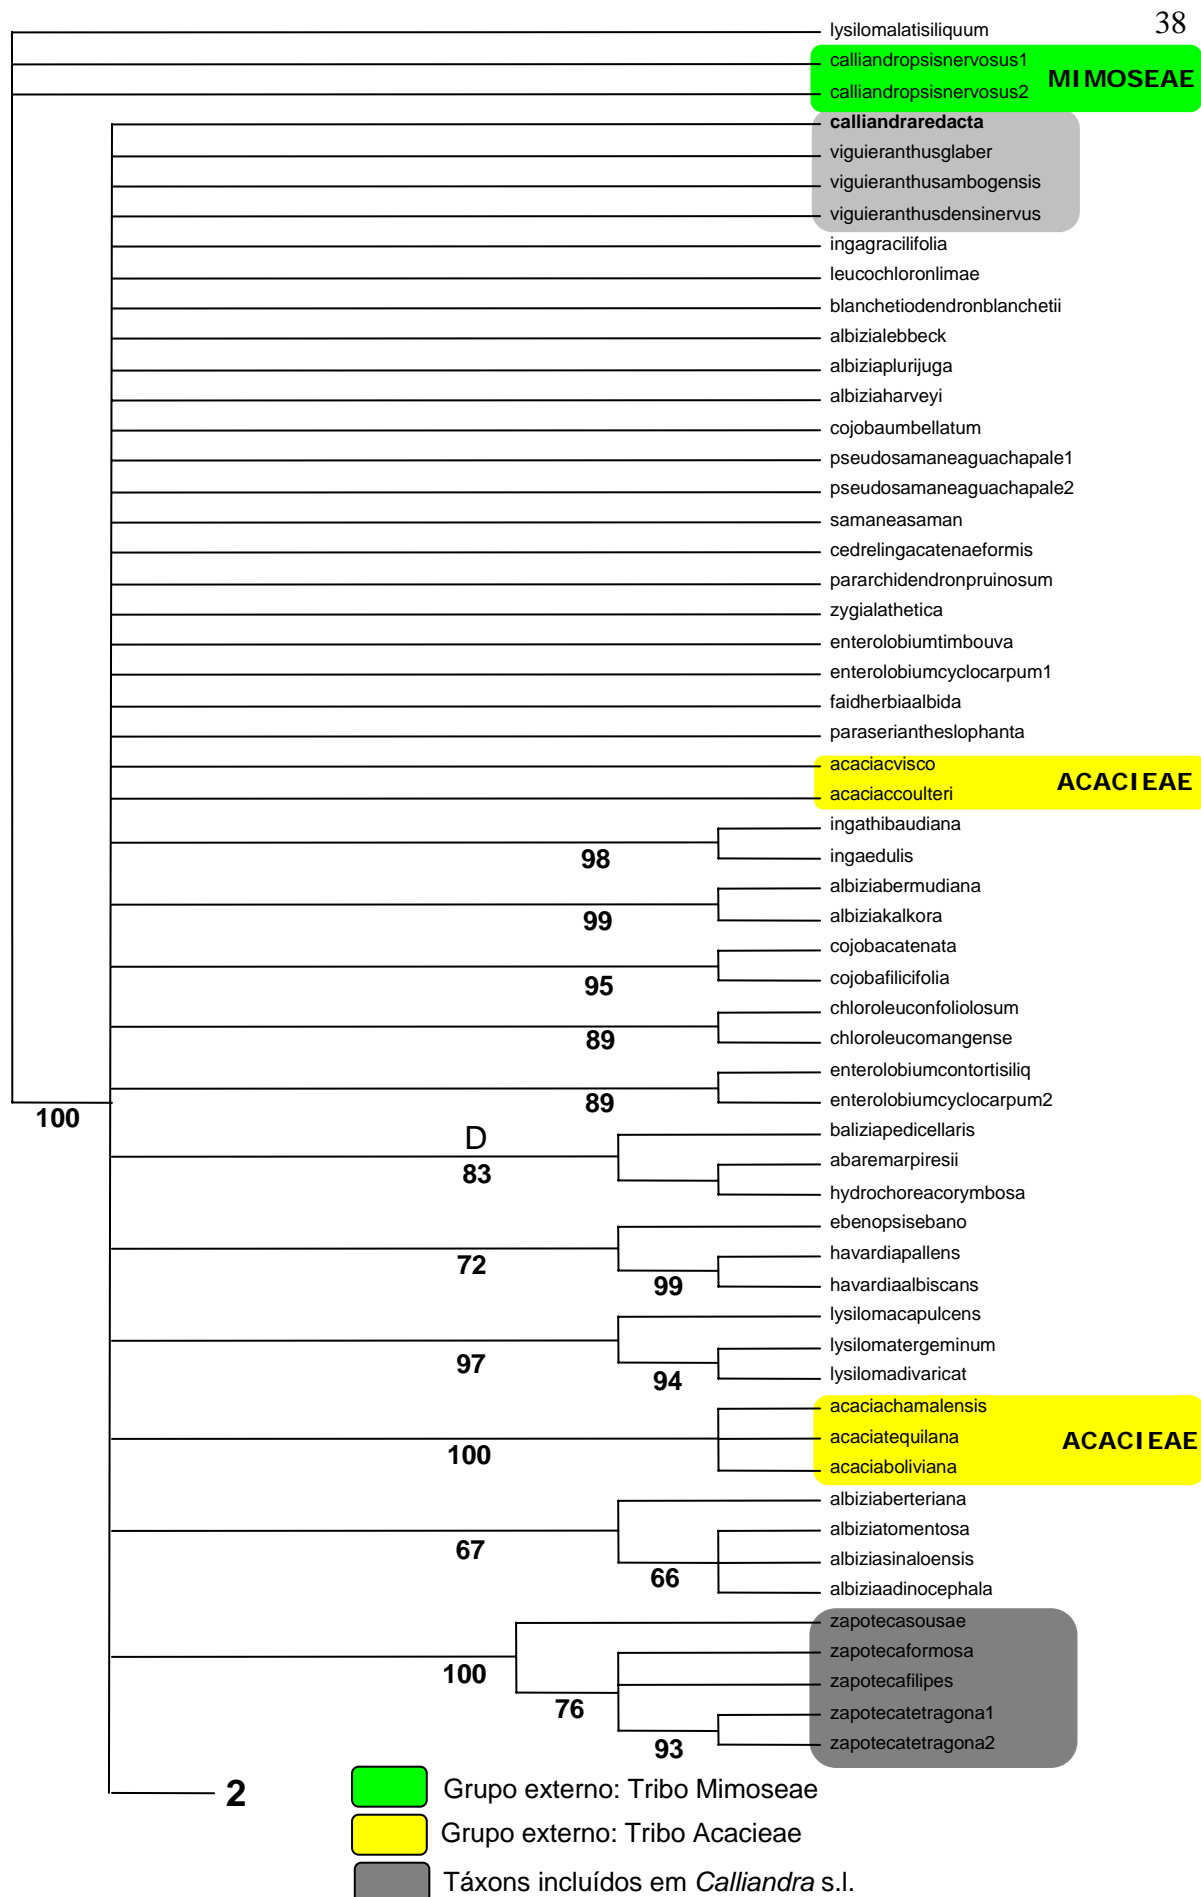 38
lysilomalatisiliquum
calliandropsisnervosus1
MIMOSEAE
calliandropsisnervosus2
calliandraredacta
viguieranthusglaber
viguieranthusambogensis
viguieranthusdensinervus
ingagracilifolia
leucochloronlimae
blanchetiodendronblanchetii
albizialebbeck
albiziaplurijuga
albiziaharveyi
cojobaumbellatum
pseudosamaneaguachapale1
pseudosamaneaguachapale2
samaneasaman
cedrelingacatenaeformis
pararchidendronpruinosum
zygialathetica
enterolobiumtimbouva
enterolobiumcyclocarpum1
faidherbiaalbida
paraseriantheslophanta
acaciacvisco
ACACIEAE
acaciaccoulteri
ingathibaudiana
98
ingaedulis
albiziabermudiana
99
albiziakalkora
cojobacatenata
95
cojobafilicifolia
chloroleuconfoliolosum
89
chloroleucomangense
enterolobiumcontortisiliq
89
enterolobiumcyclocarpum2
100
baliziapedicellaris
D
83
abaremarpiresii
hydrochoreacorymbosa
ebenopsisebano
72
havardiapallens
99
havardiaalbiscans
lysilomacapulcens
97
lysilomatergeminum
94
lysilomadivaricat
acaciachamalensis
acaciatequilana
ACACIEAE
100
acaciaboliviana
albiziaberteriana
67
albiziatomentosa
albiziasinaloensis
66
albiziaadinocephala
zapotecasousae
zapotecaformosa
100
zapotecafilipes
76
zapotecatetragona1
93
zapotecatetragona2
2
Grupo externo: Tribo Mimoseae
Grupo externo: Tribo Acacieae
Táxons incluídos em Calliandra s.l.